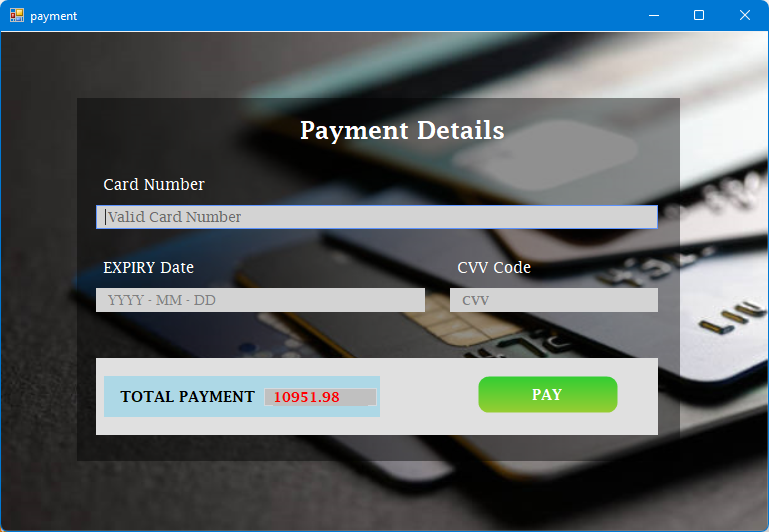 payment
Payment Details
Card Number
Valid Card Number
EXPIRY Date
CVV Code
YYYY - MM - DD
CVV
TOTAL PAYMENT 10951.98
PAY